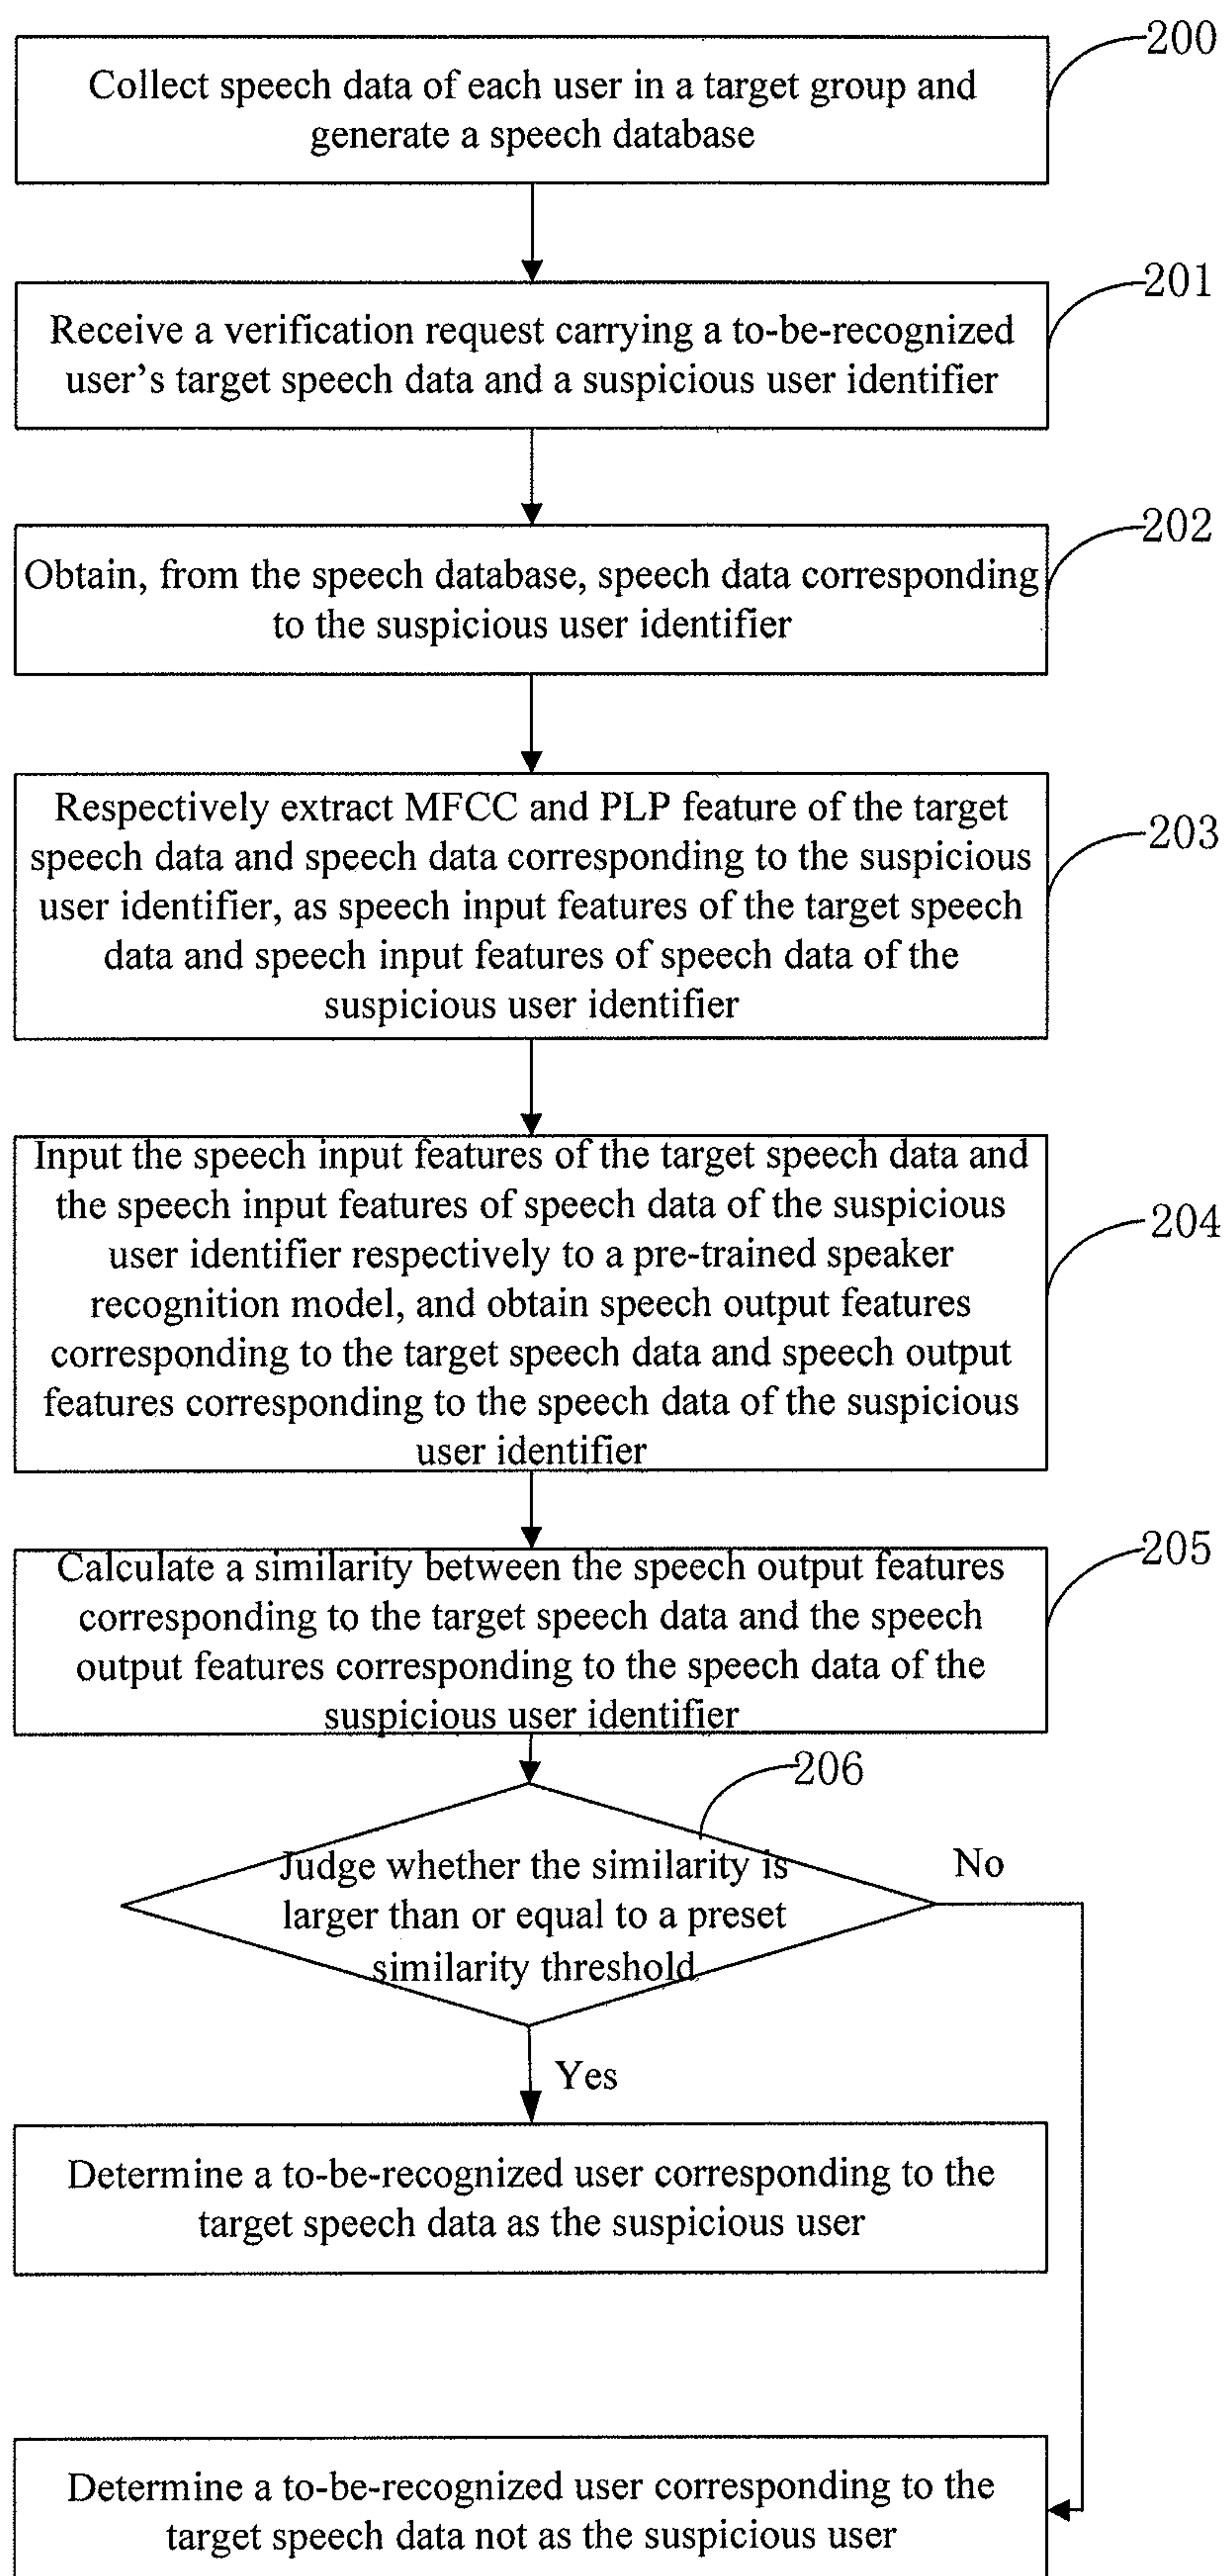 200
Collect speech data of each user in a target group and
generate a speech database
201
Receive a verification request carrying a to-be-recognized
user’s target speech data and a suspicious user identifier
202
Obtain, from the speech database, speech data corresponding
to the suspicious user identifier
203
Respectively extract MFCC and PLP feature of the target
speech data and speech data corresponding to the suspicious
user identifier, as speech input features of the target speech
data and speech input features of speech data of the
suspicious user identifier
204
Input the speech input features of the target speech data and
the speech input features of speech data of the suspicious
user identifier respectively to a pre-trained speaker
recognition model, and obtain speech output features
corresponding to the target speech data and speech output
features corresponding to the speech data of the suspicious
user identifier
205
Calculate a similarity between the speech output features
corresponding to the target speech data and the speech
output features corresponding to the speech data of the
suspicious user identifier
206
Judge whether the similarity is
larger than or equal to a preset
similarity threshold
No
Yes
Determine a to-be-recognized user corresponding to the
target speech data as the suspicious user
Determine a to-be-recognized user corresponding to the
target speech data not as the suspicious user